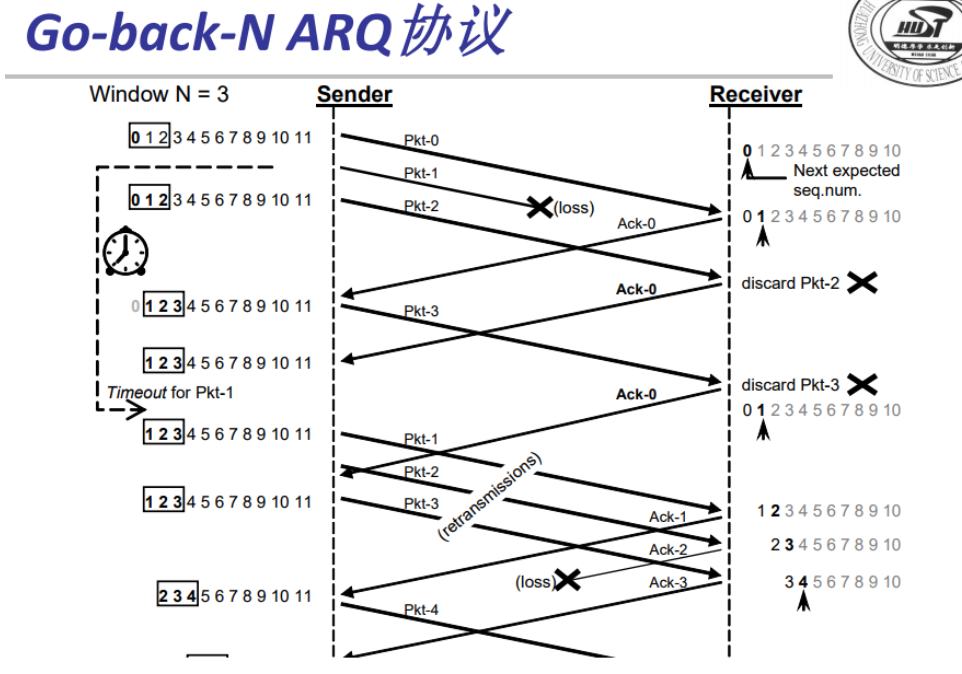 Go-back-N ARQ协议
Window N = 3
Sender
Receiver
0 1 2 3 4 5 6 7 8 9 10 11
Pkt-0
0 1 2 3 4 5 6 7 8 9 10
Pkt-1
Next expected
seq.num.
0 1 2 3 4 5 6 7 8 9 10 11
Pkt-2
(loss)
Ack-0
0 1 2 3 4 5 6 7 8 9 10
Ack-0
discard Pkt-2
0 1 2 3 4 5 6 7 8 9 10 11
Pkt-3
1 2 3 4 5 6 7 8 9 10 11
Timeout for Pkt-1
Ack-0
discard Pkt-3
0 1 2 3 4 5 6 7 8 9 10
1 2 3 4 5 6 7 8 9 10 11
Pkt-1
Pkt-2
(retransmissions)
1 2 3 4 5 6 7 8 9 10 11
Pkt-3
Ack-1
1 2 3 4 5 6 7 8 9 10
Ack-2
2 3 4 5 6 7 8 9 10
(loss)
Ack-3
3 4 5 6 7 8 9 10
2 3 4 5 6 7 8 9 10 11
Pkt-4
HUST
UNIVERSITY OF SCIENCE